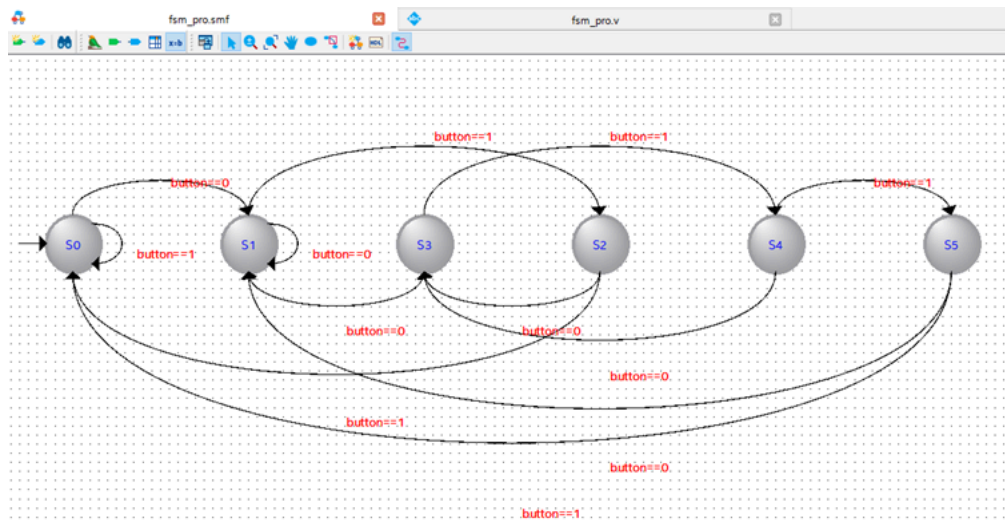 fsm_pro.smf
fsm_pro.v
button==1
button==1
button==0
button==1
S0
S1
S3
S2
S4
S5
button==1
button==0
button==0
button==0
button==0
button==1
button==0
button==1